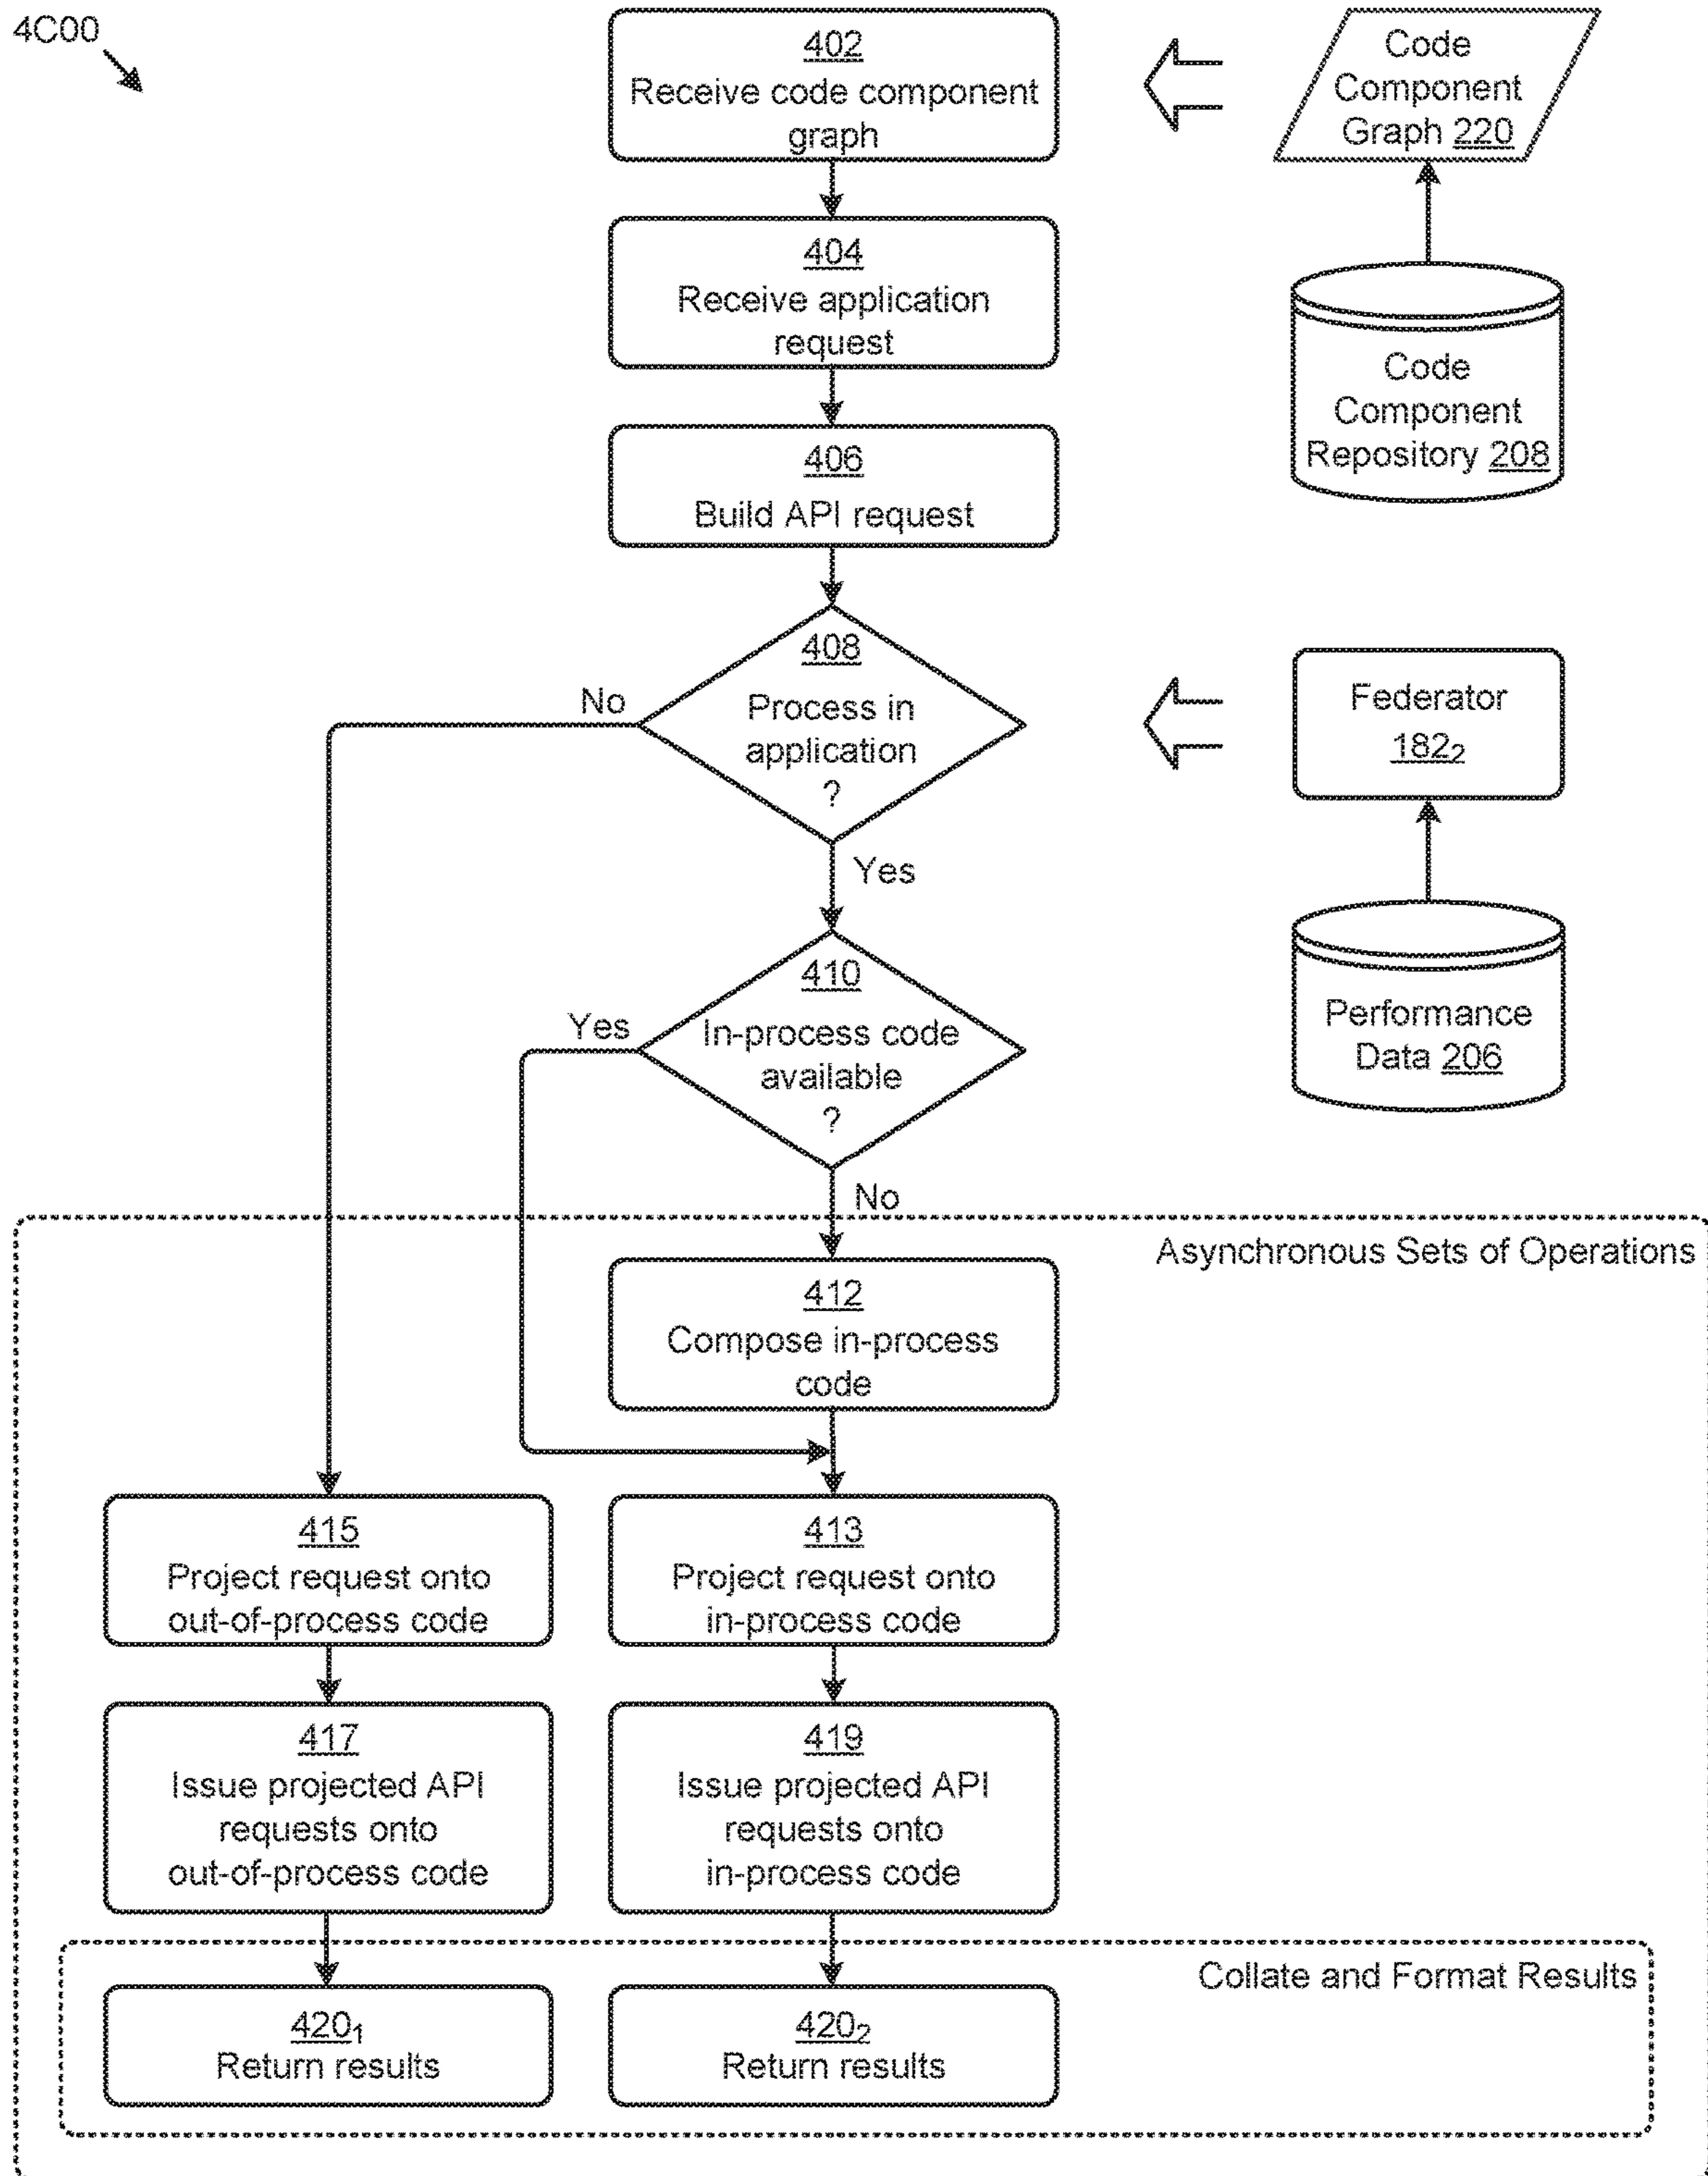 4C00
402
Receive code component
graph
Code
Component
Graph 220
404
Receive application
request
Code
Component
Repository 208
406
Build API request
408
Process in
application
?
No
Yes
Federator
182₂
410
In-process code
available
?
Yes
No
Performance
Data 206
Asynchronous Sets of Operations
412
Compose in-process
code
415
Project request onto
out-of-process code
413
Project request onto
in-process code
417
Issue projected API
requests onto
out-of-process code
419
Issue projected API
requests onto
in-process code
Collate and Format Results
420₁
Return results
420₂
Return results